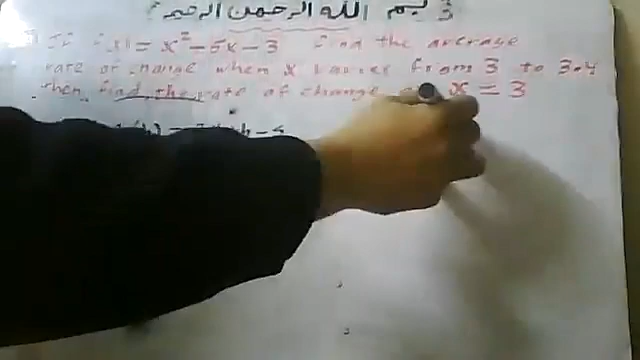 بسم الله الرحمن الرحيم
If f(x) = x² - 5x - 3 find the average
rate of change when x varies from 3 to 3.4
then find the rate of change x = 3